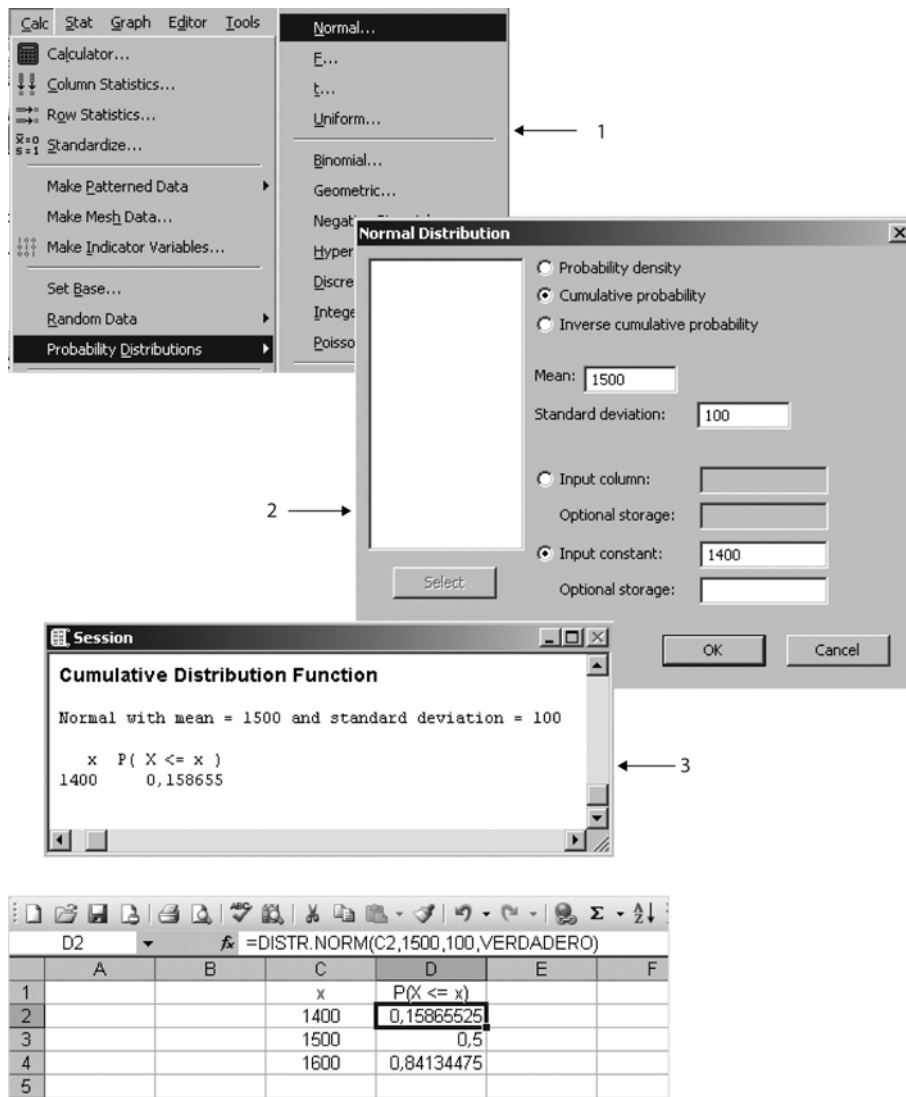 Calc Stat Graph Editor Tools
Calculator...
Column Statistics...
Row Statistics...
Standardize...
Make Patterned Data
Make Mesh Data...
Make Indicator Variables...
Set Base...
Random Data
Probability Distributions
Normal...
F...
t...
Uniform...
Binomial...
Geometric...
Hyper
Discre
Intege
Poisso
1
Normal Distribution
Probability density
Cumulative probability
Inverse cumulative probability
Mean: 1500
Standard deviation: 100
Input column:
Optional storage:
Input constant: 1400
Optional storage:
Select
OK Cancel
2
Session
Cumulative Distribution Function
Normal with mean = 1500 and standard deviation = 100
x P( X <= x )
1400 0,158655
3
D2 fx =DISTR.NORM(C2,1500,100,VERDADERO)
A B C D E F
1 x P(X <= x)
2 1400 0,15865525
3 1500 0,5
4 1600 0,84134475
5